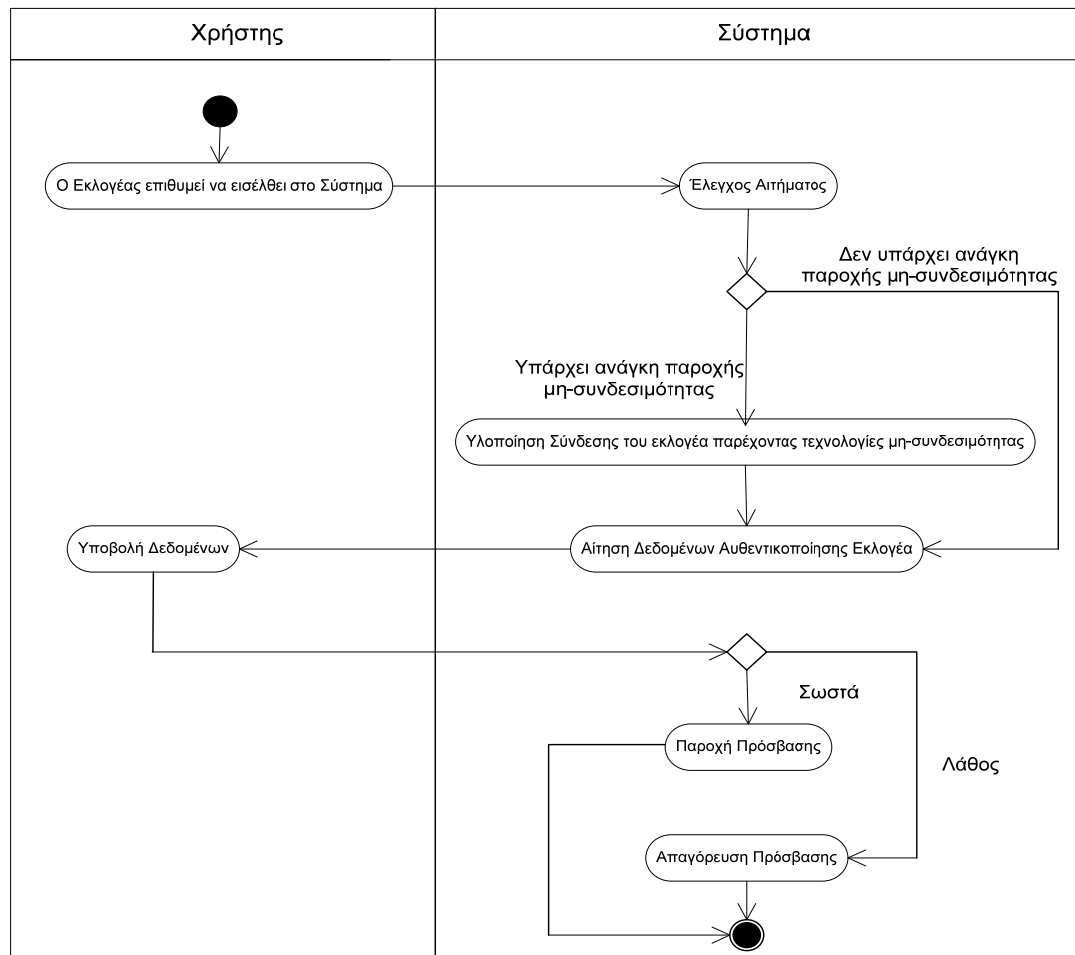 Χρήστης
Σύστημα
Ο Εκλογέας επιθυμεί να εισέλθει στο Σύστημα
Έλεγχος Αιτήματος
Δεν υπάρχει ανάγκη
παροχής μη-συνδεσιμότητας
Υπάρχει ανάγκη παροχής
μη-συνδεσιμότητας
Υλοποίηση Σύνδεσης του εκλογέα παρέχοντας τεχνολογίες μη-συνδεσιμότητας
Υποβολή Δεδομένων
Αίτηση Δεδομένων Αυθεντικοποίησης Εκλογέα
Σωστά
Παροχή Πρόσβασης
Λάθος
Απαγόρευση Πρόσβασης